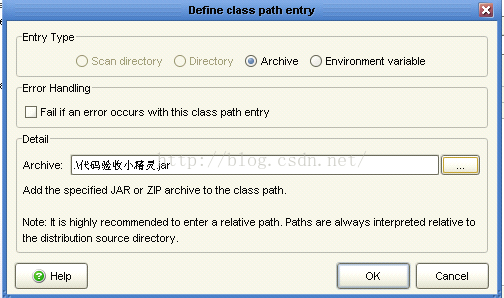 Define class path entry
Entry Type
Scan directory Directory Archive Environment variable
Error Handling
Fail if an error occurs with this class path entry
Detail
Archive: .\代码验收小精灵.jar ...
http://blog.csdn.net/
Add the specified JAR or ZIP archive to the class path.
Note: It is highly recommended to enter a relative path. Paths are always interpreted relative to
the distribution source directory.
Help OK Cancel